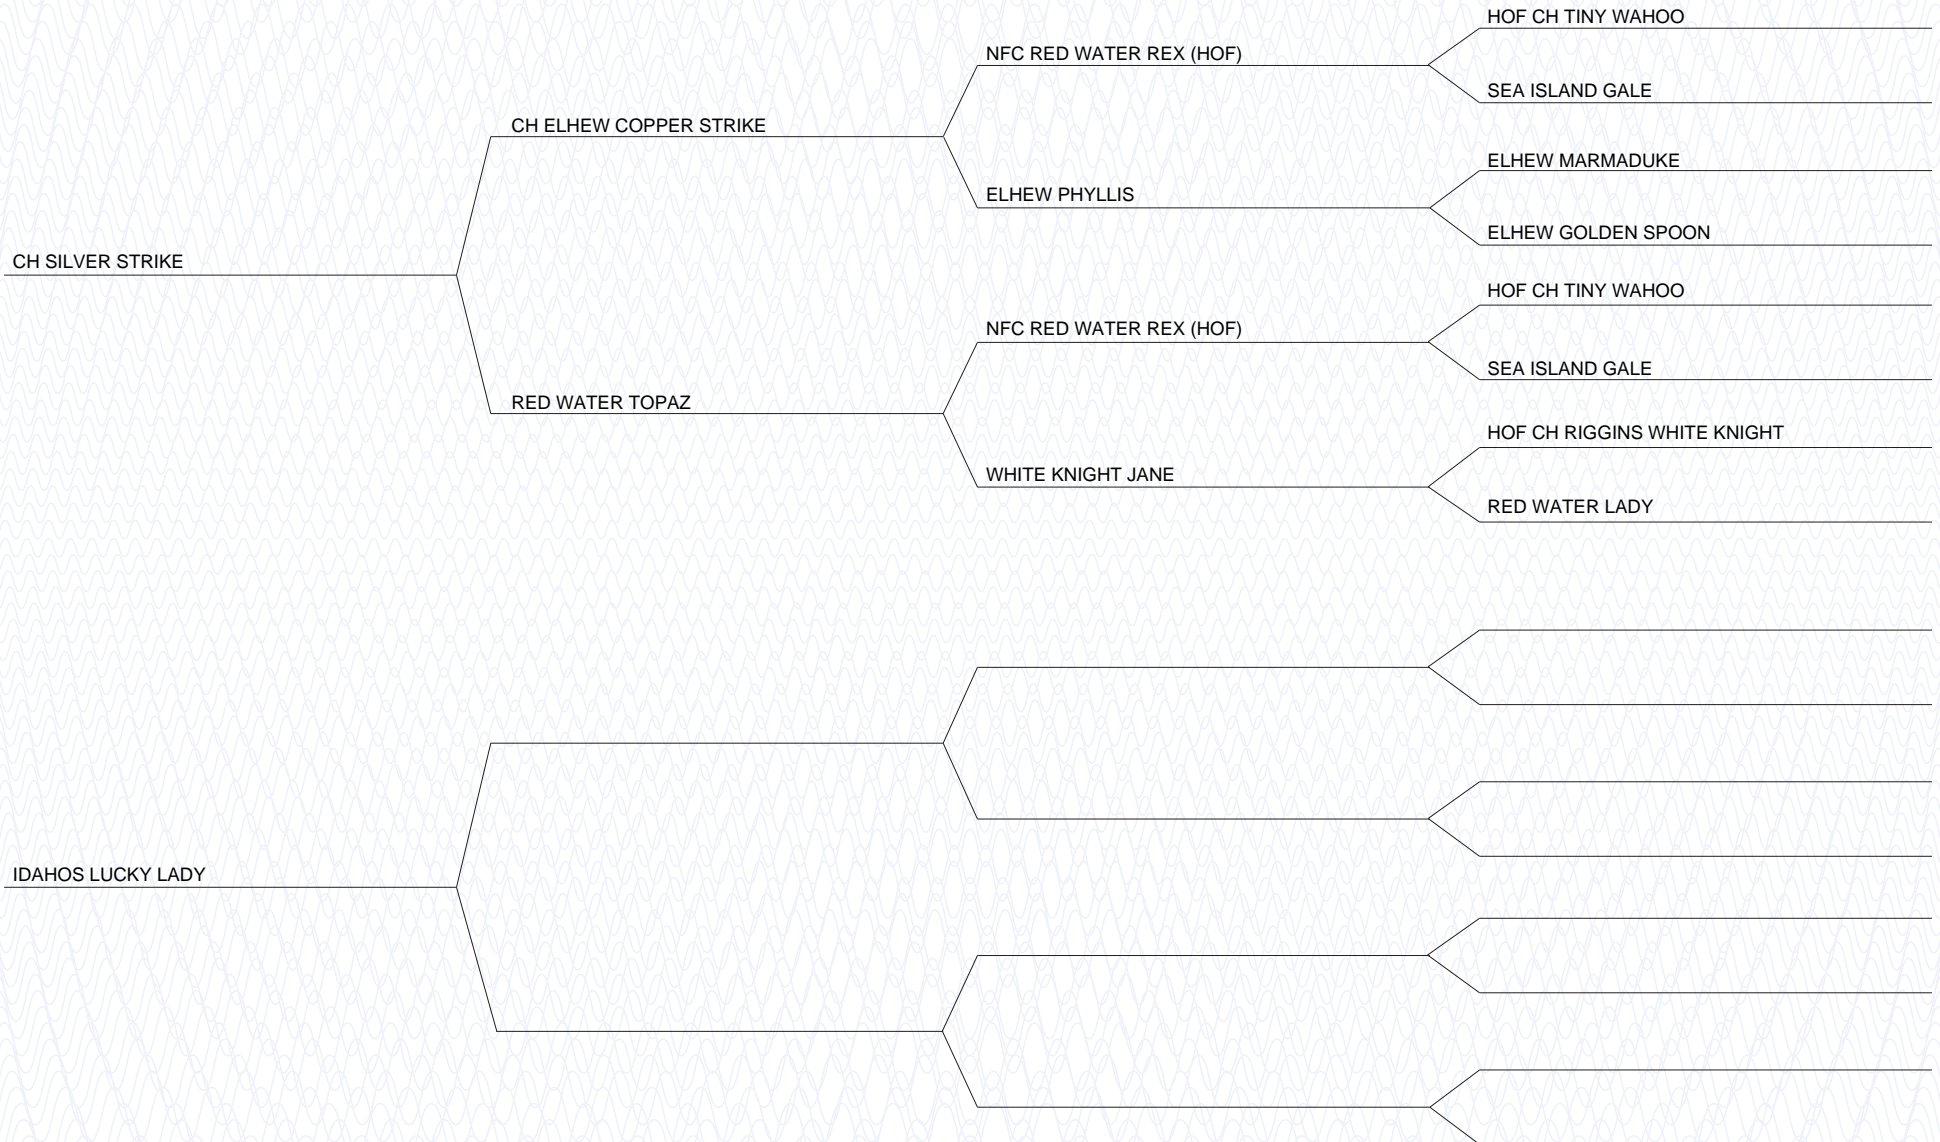 HOF CH TINY WAHOO
NFC RED WATER REX (HOF)
SEA ISLAND GALE
CH ELHEW COPPER STRIKE
ELHEW MARMADUKE
ELHEW PHYLLIS
ELHEW GOLDEN SPOON
CH SILVER STRIKE
HOF CH TINY WAHOO
NFC RED WATER REX (HOF)
SEA ISLAND GALE
RED WATER TOPAZ
HOF CH RIGGINS WHITE KNIGHT
WHITE KNIGHT JANE
RED WATER LADY
IDAHOS LUCKY LADY